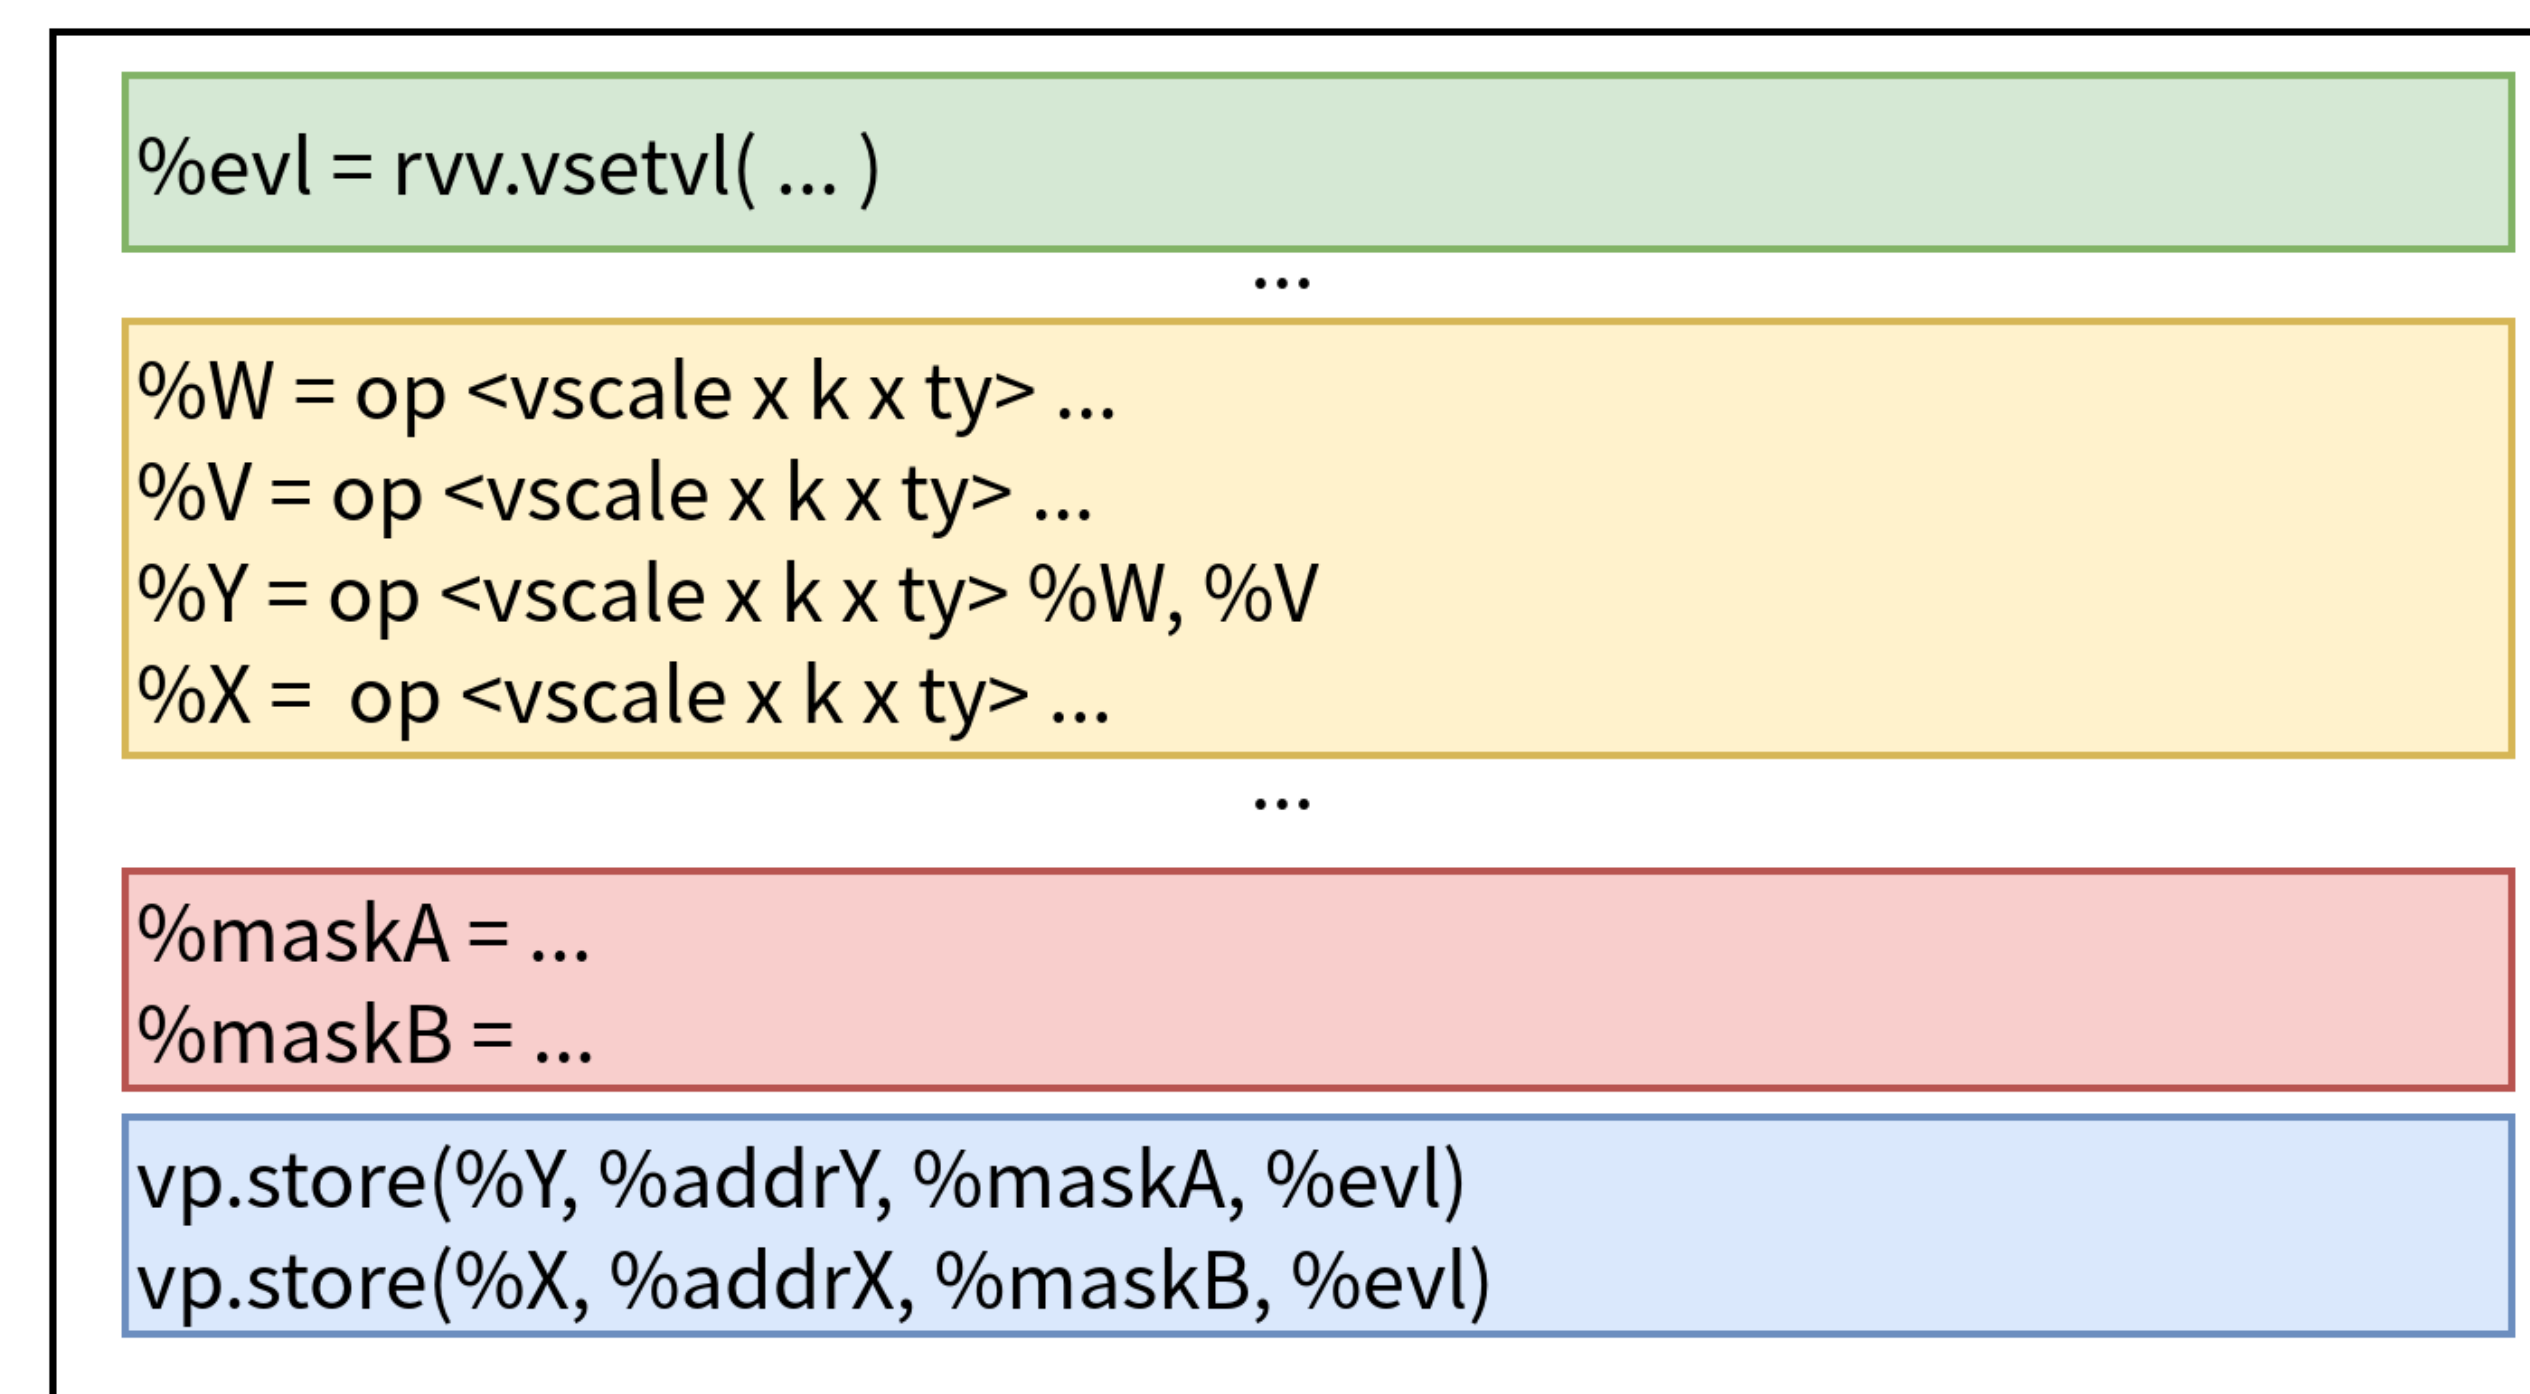 %evl = rvv.vsetvl( ... )
...
%W = op <vscale x k x ty> ...
%V = op <vscale x k x ty> ...
%Y = op <vscale x k x ty> %W, %V
%X =  op <vscale x k x ty> ...
...
%maskA = ...
%maskB = ...
vp.store(%Y, %addrY, %maskA, %evl)
vp.store(%X, %addrX, %maskB, %evl)